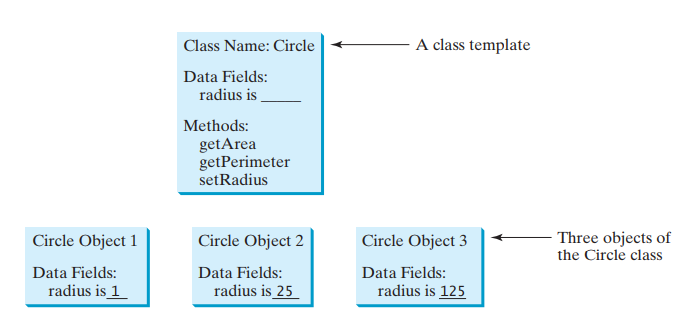 Class Name: Circle
A class template
Data Fields:
radius is _____
Methods:
getArea
getPerimeter
setRadius
Circle Object 1
Data Fields:
radius is 1
Circle Object 2
Data Fields:
radius is 25
Circle Object 3
Data Fields:
radius is 125
Three objects of
the Circle class